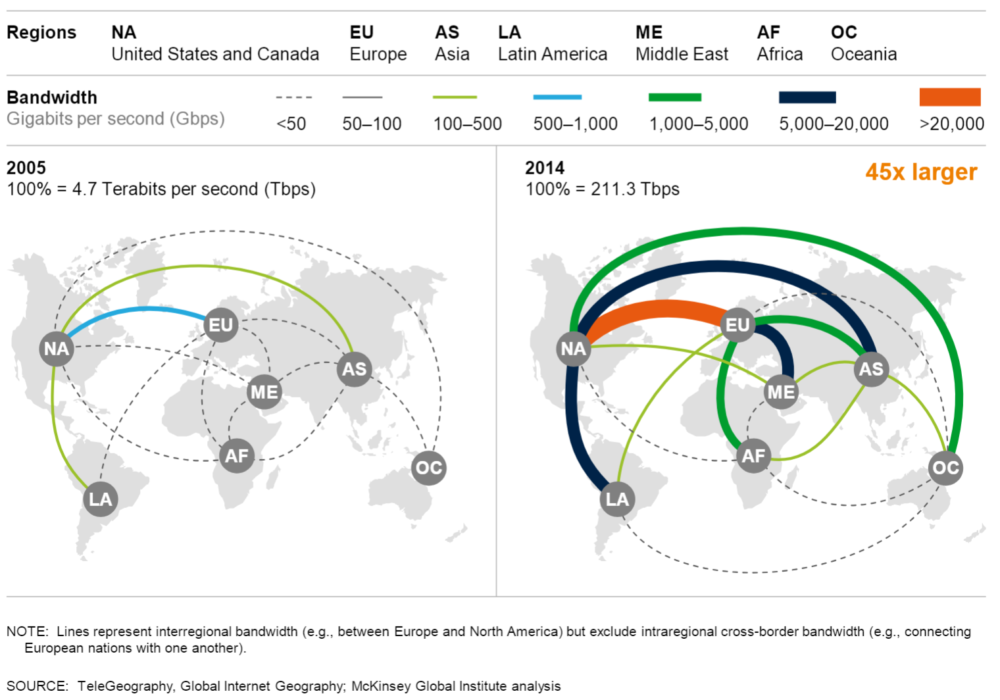 Regions NA EU AS LA ME AF OC
United States and Canada Europe Asia Latin America Middle East Africa Oceania
Bandwidth
Gigabits per second (Gbps)
<50 50–100 100–500 500–1,000 1,000–5,000 5,000–20,000 >20,000
2005
100% = 4.7 Terabits per second (Tbps)
NA
EU
AS
ME
AF
OC
LA
2014
100% = 211.3 Tbps
45x larger
NA
EU
AS
ME
AF
OC
LA
NOTE: Lines represent interregional bandwidth (e.g., between Europe and North America) but exclude intraregional cross-border bandwidth (e.g., connecting
European nations with one another).
SOURCE: TeleGeography, Global Internet Geography; McKinsey Global Institute analysis